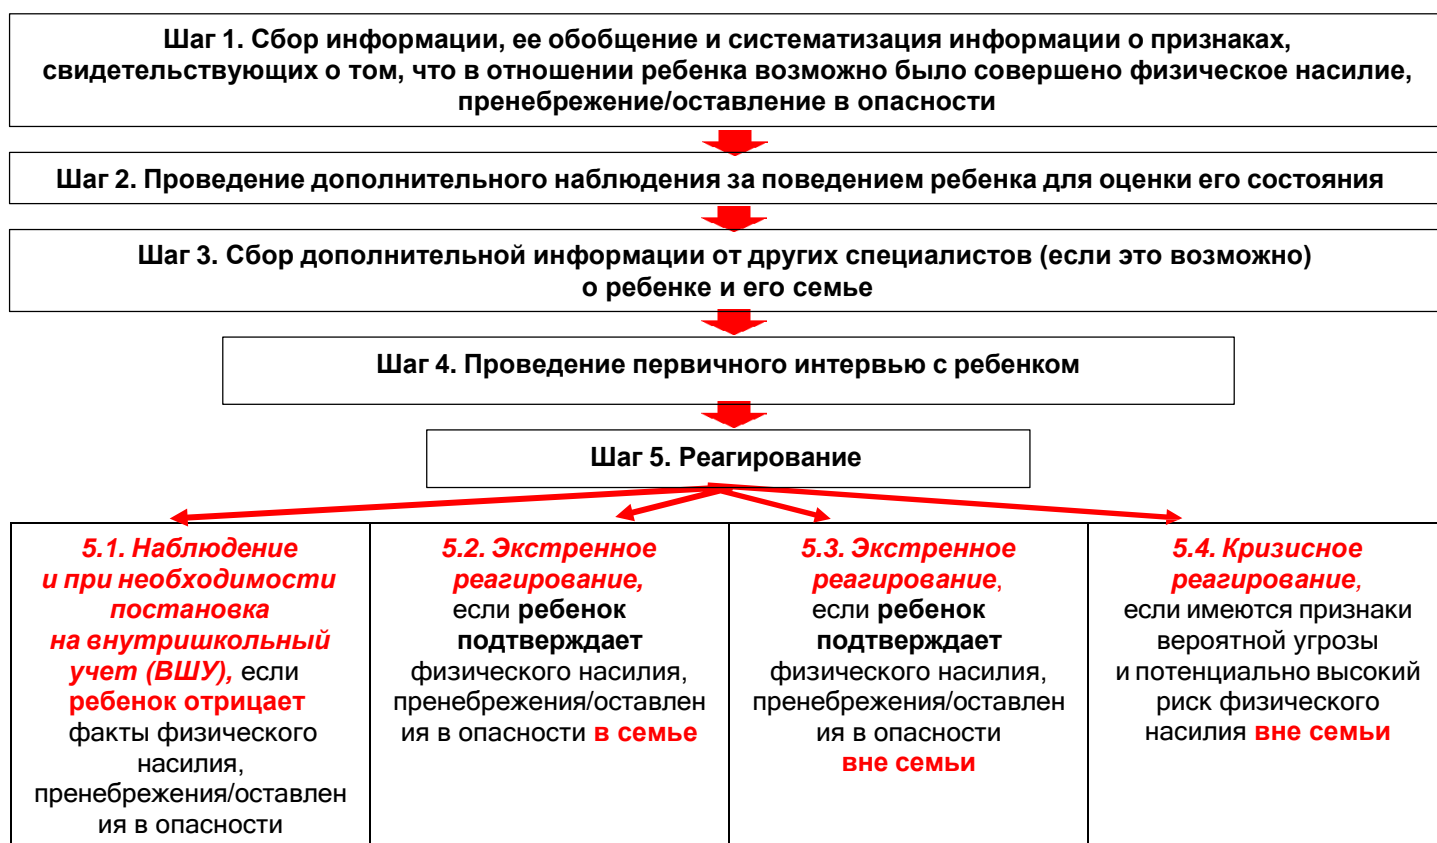 Шаг 1. Сбор информации, ее обобщение и систематизация информации о признаках,
свидетельствующих о том, что в отношении ребенка возможно было совершено физическое насилие,
пренебрежение/оставление в опасности
Шаг 2. Проведение дополнительного наблюдения за поведением ребенка для оценки его состояния
Шаг 3. Сбор дополнительной информации от других специалистов (если это возможно)
о ребенке и его семье
Шаг 4. Проведение первичного интервью с ребенком
Шаг 5. Реагирование
5.1. Наблюдение
и при необходимости
постановка
на внутришкольный
учет (ВШУ), если
ребенок отрицает
факты физического
насилия,
пренебрежения/оставлен
ия в опасности
5.2. Экстренное
реагирование,
если ребенок
подтверждает
физического насилия,
пренебрежения/оставлен
ия в опасности в семье
5.3. Экстренное
реагирование,
если ребенок
подтверждает
физического насилия,
пренебрежения/оставлен
ия в опасности
вне семьи
5.4. Кризисное
реагирование,
если имеются признаки
вероятной угрозы
и потенциально высокий
риск физического
насилия вне семьи